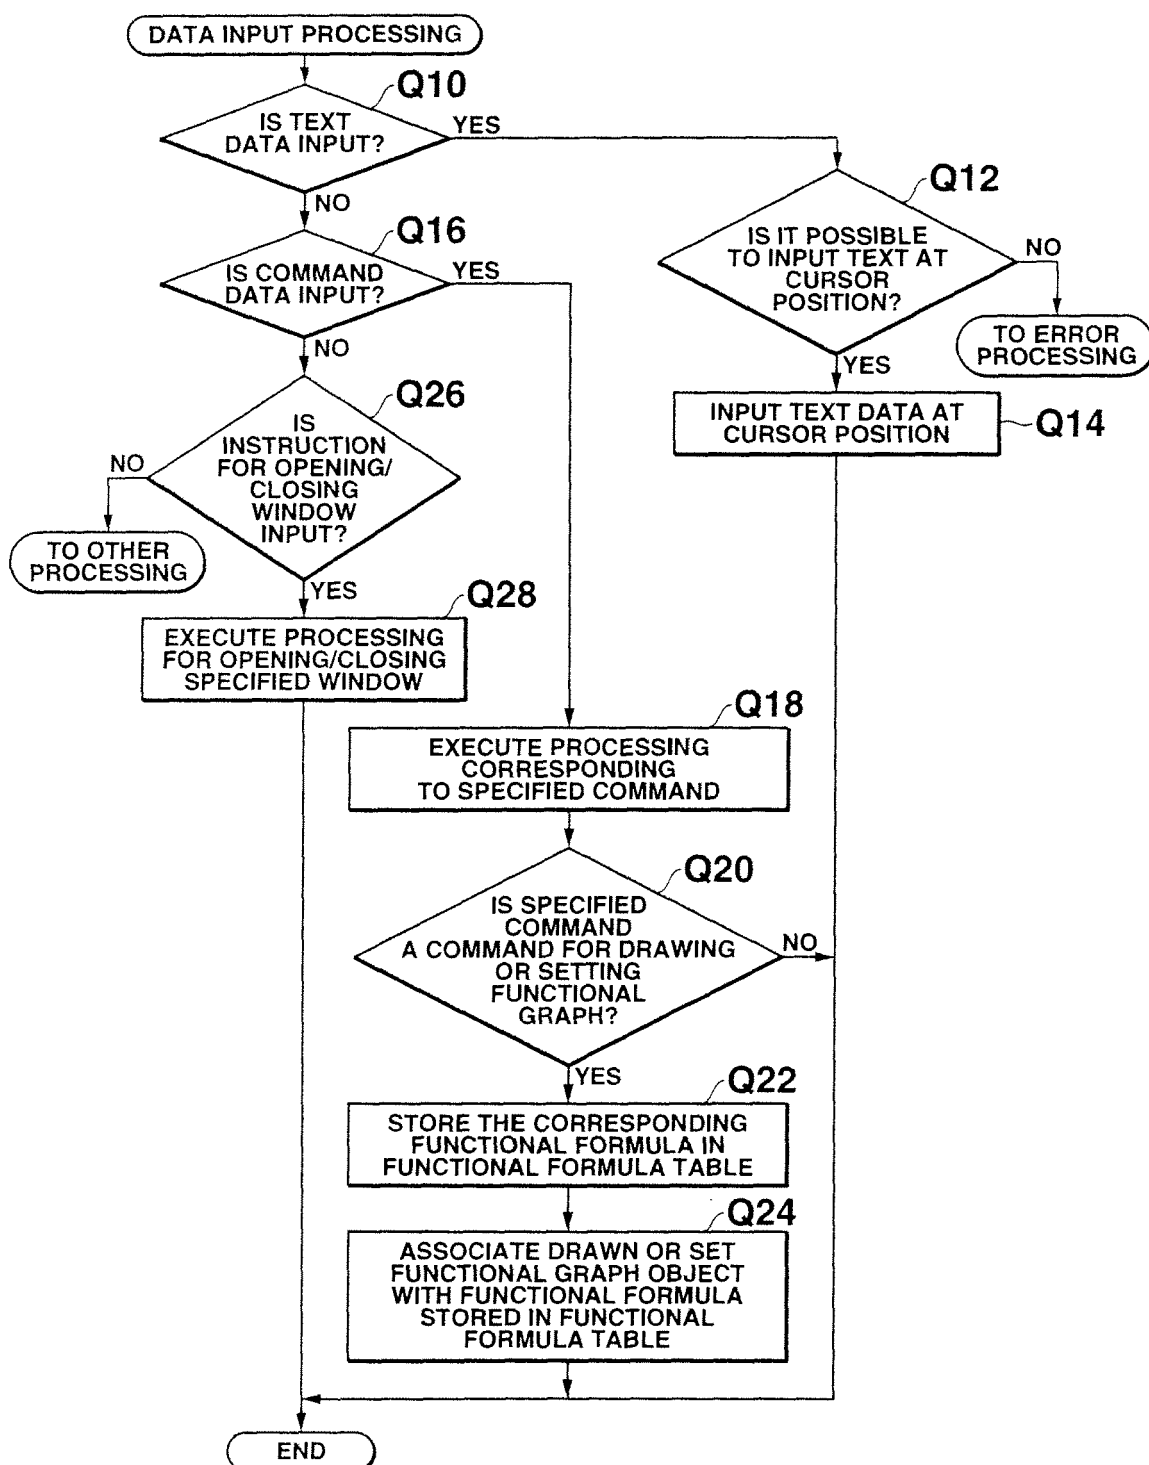 DATA INPUT PROCESSING
Q10
IS TEXT
DATA INPUT?
YES
NO
Q12
IS IT POSSIBLE
TO INPUT TEXT AT
CURSOR
POSITION?
NO
TO ERROR
PROCESSING
YES
Q16
IS COMMAND
DATA INPUT?
YES
NO
INPUT TEXT DATA AT
CURSOR POSITION
Q14
Q26
IS
INSTRUCTION
FOR OPENING/
CLOSING
WINDOW
INPUT?
NO
TO OTHER
PROCESSING
YES
Q28
EXECUTE PROCESSING
FOR OPENING/CLOSING
SPECIFIED WINDOW
Q18
EXECUTE PROCESSING
CORRESPONDING
TO SPECIFIED COMMAND
Q20
IS SPECIFIED
COMMAND
A COMMAND FOR DRAWING
OR SETTING
FUNCTIONAL
GRAPH?
NO
YES
Q22
STORE THE CORRESPONDING
FUNCTIONAL FORMULA IN
FUNCTIONAL FORMULA TABLE
Q24
ASSOCIATE DRAWN OR SET
FUNCTIONAL GRAPH OBJECT
WITH FUNCTIONAL FORMULA
STORED IN FUNCTIONAL
FORMULA TABLE
END